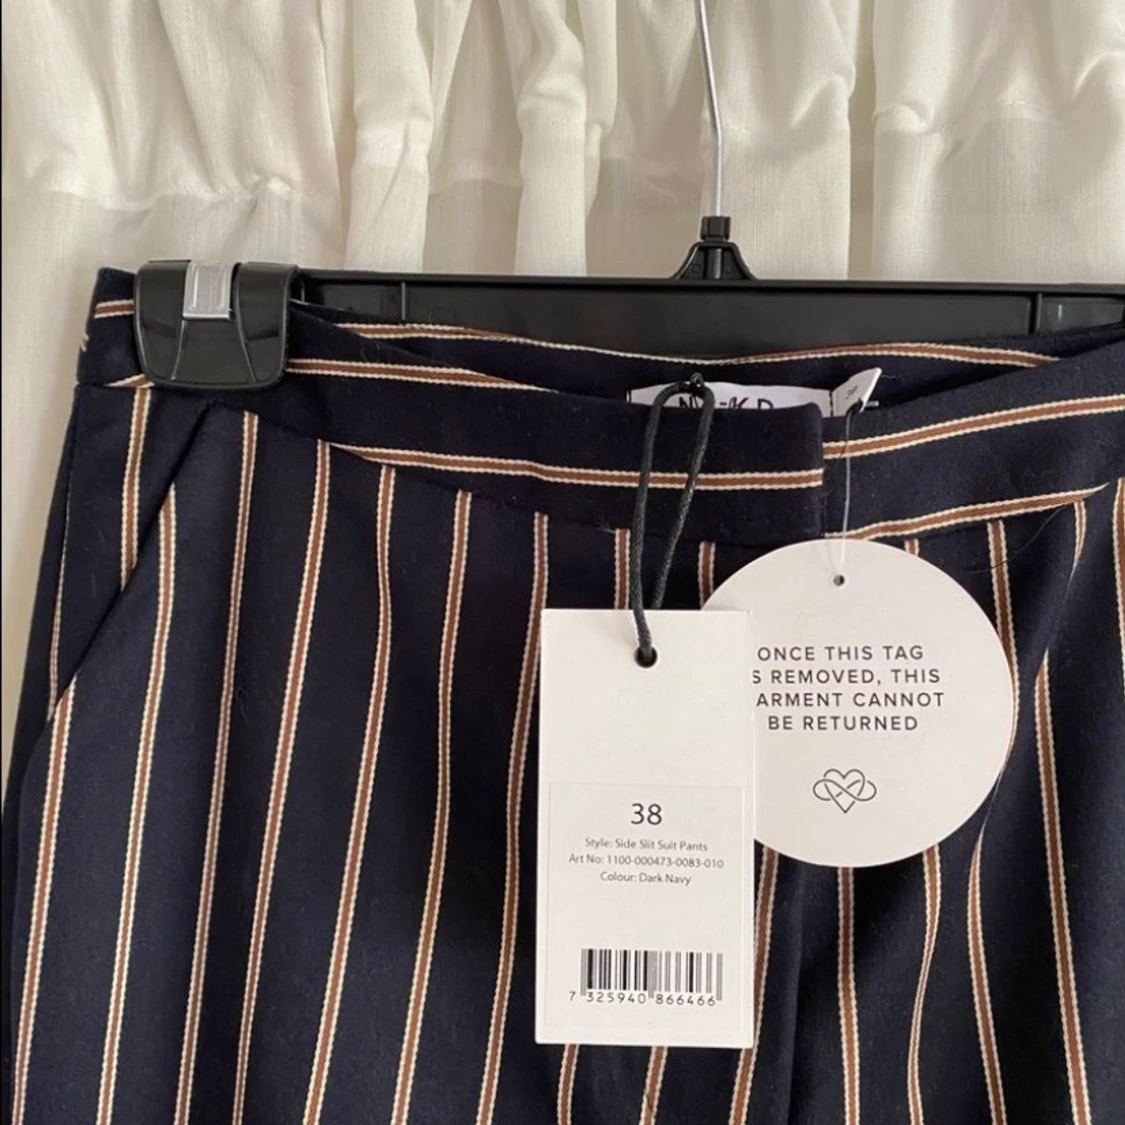 ONCE THIS TAG
S REMOVED, THIS
ARMENT CANNOT
BE RETURNED
38
Style: Side Slit Suit Pants
Art No: 1100-000473-0083-010
Colour: Dark Navy
7 325940 866466